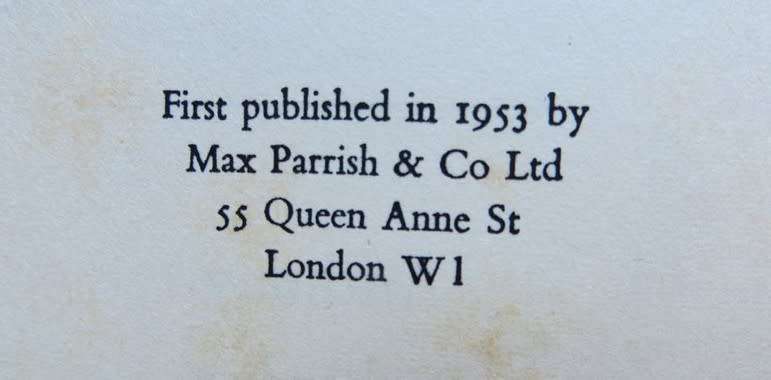 First published in 1953 by
Max Parrish & Co Ltd
55 Queen Anne St
London W1